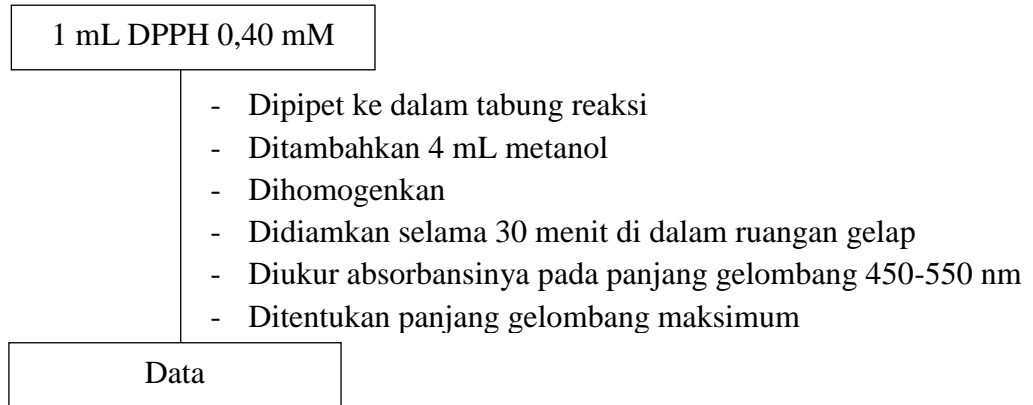 1 mL DPPH 0,40 mM
- Dipipet ke dalam tabung reaksi
- Ditambahkan 4 mL metanol
- Dihomogenkan
- Didiamkan selama 30 menit di dalam ruangan gelap
- Diukur absorbansinya pada panjang gelombang 450-550 nm
- Ditentukan panjang gelombang maksimum
Data